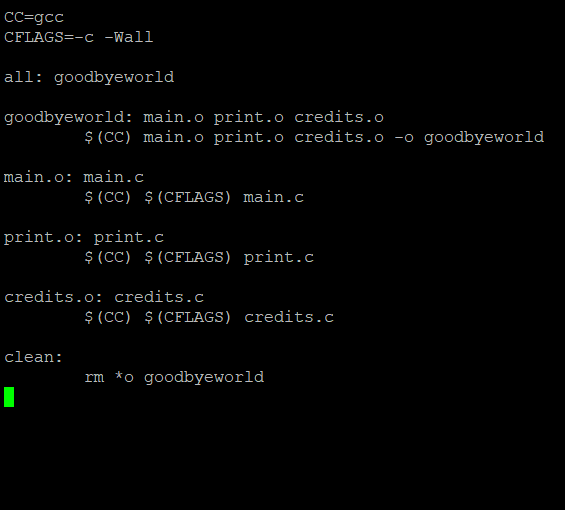 CC=gcc
CFLAGS=-c -Wall
all: goodbyeworld
goodbyeworld: main.o print.o credits.o
$(CC) main.o print.o credits.o -o goodbyeworld
main.o: main.c
$(CC) $(CFLAGS) main.c
print.o: print.c
$(CC) $(CFLAGS) print.c
credits.o: credits.c
$(CC) $(CFLAGS) credits.c
clean:
rm *o goodbyeworld